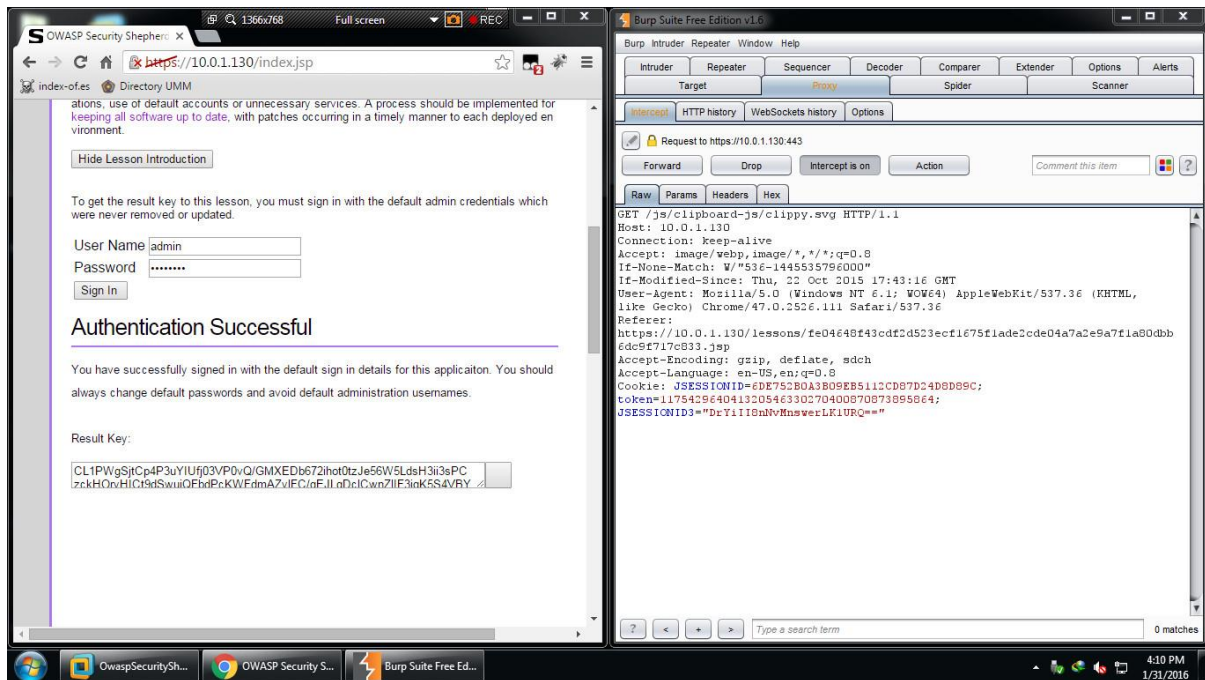 1366x768 Full screen REC
OWASP Security Shepherd
https://10.0.1.130/index.jsp
index-of.es Directory UMM
ations, use of default accounts or unnecessary services. A process should be implemented for
keeping all software up to date, with patches occurring in a timely manner to each deployed en
vironment.
Hide Lesson Introduction
To get the result key to this lesson, you must sign in with the default admin credentials which
were never removed or updated.
User Name admin
Password ••••••••
Sign In
Authentication Successful
You have successfully signed in with the default sign in details for this applicaiton. You should
always change default passwords and avoid default administration usernames.
Result Key:
Burp Suite Free Edition v1.6
Burp Intruder Repeater Window Help
Intruder Repeater Sequencer Decoder Comparer Extender Options Alerts
Target Proxy Spider Scanner
Intercept HTTP history WebSockets history Options
Request to https://10.0.1.130:443
Forward Drop Intercept is on Action Comment this item ?
Raw Params Headers Hex
GET /js/clipboard-js/clippy.svg HTTP/1.1
Host: 10.0.1.130
Connection: keep-alive
Accept: image/webp,image/*,*/*;q=0.8
If-None-Match: W/"536-1445535796000"
If-Modified-Since: Thu, 22 Oct 2015 17:43:16 GMT
User-Agent: Mozilla/5.0 (Windows NT 6.1; WOW64) AppleWebKit/537.36 (KHTML,
like Gecko) Chrome/47.0.2526.111 Safari/537.36
Referer:
https://10.0.1.130/lessons/fe04648f43cdf2d523ecf1675f1ade2cde04a7a2e9a7f1a80dbb
6dc9f717c833.jsp
Accept-Encoding: gzip, deflate, sdch
Accept-Language: en-US,en;q=0.8
Cookie: JSESSIONID=6DE752B0A3B09EB5112CD87D24D8D89C;
token=117542964041320546330270400870873895864;
JSESSIONID3="DrYiII8nNvMnswerLK1URQ=="
? < + > Type a search term 0 matches
OwaspSecuritySh... OWASP Security S... Burp Suite Free Ed...
4:10 PM
1/31/2016